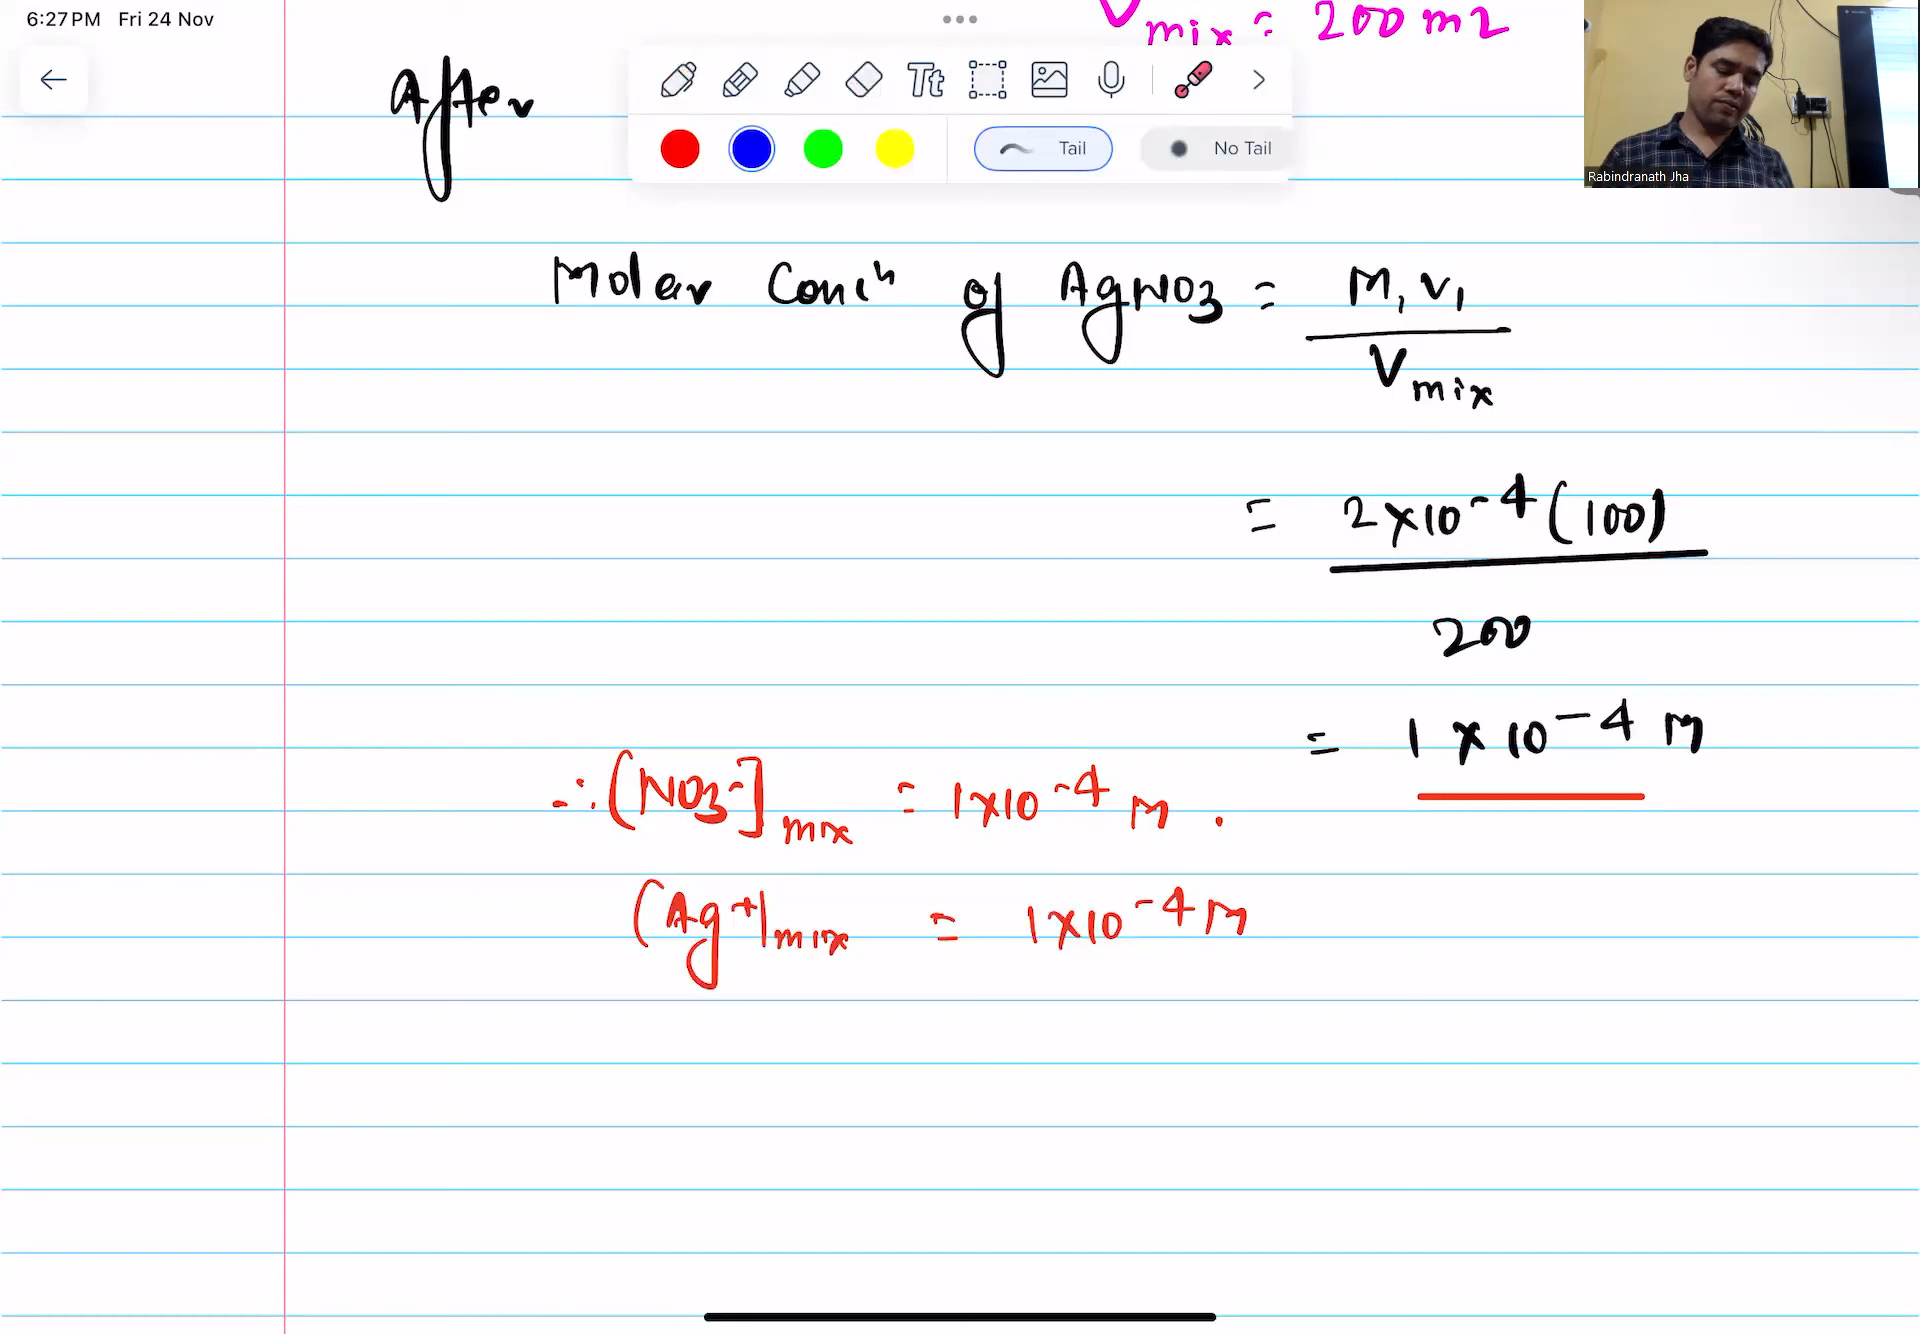 6:27 PM Fri 24 Nov
Vmix = 200 ml
After
Tt
Tail
No Tail
Rabindranath Jha
Molar Concn of AgNO3 = M1V1
Vmix
= 2×10-4 (100)
200
= 1 × 10-4 M
∴ [NO3-]mix = 1×10-4 M.
(Ag+)mix = 1×10-4 M